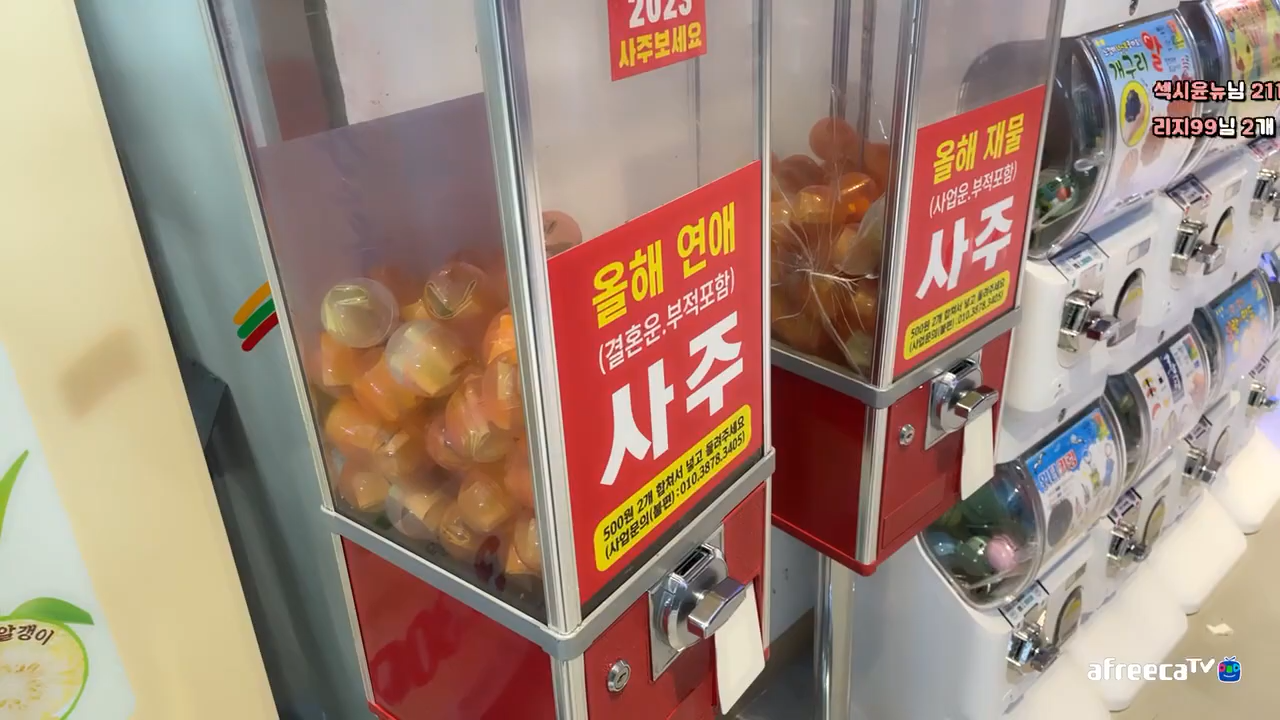 2023
사주보세요
올해 연애
(결혼운.부적포함)
사주
500원 2개 합쳐서 넣고 돌려주세요
(사업문의(불편):010.3878.3405)
올해 재물
(사업운.부적포함)
사주
500원 2개 합쳐서 넣고 돌려주세요
(사업문의(불편):010.3878.3405)
개구리 알
섹시윤뉴님 211
리지99님 2개
알갱이
afreecaTV